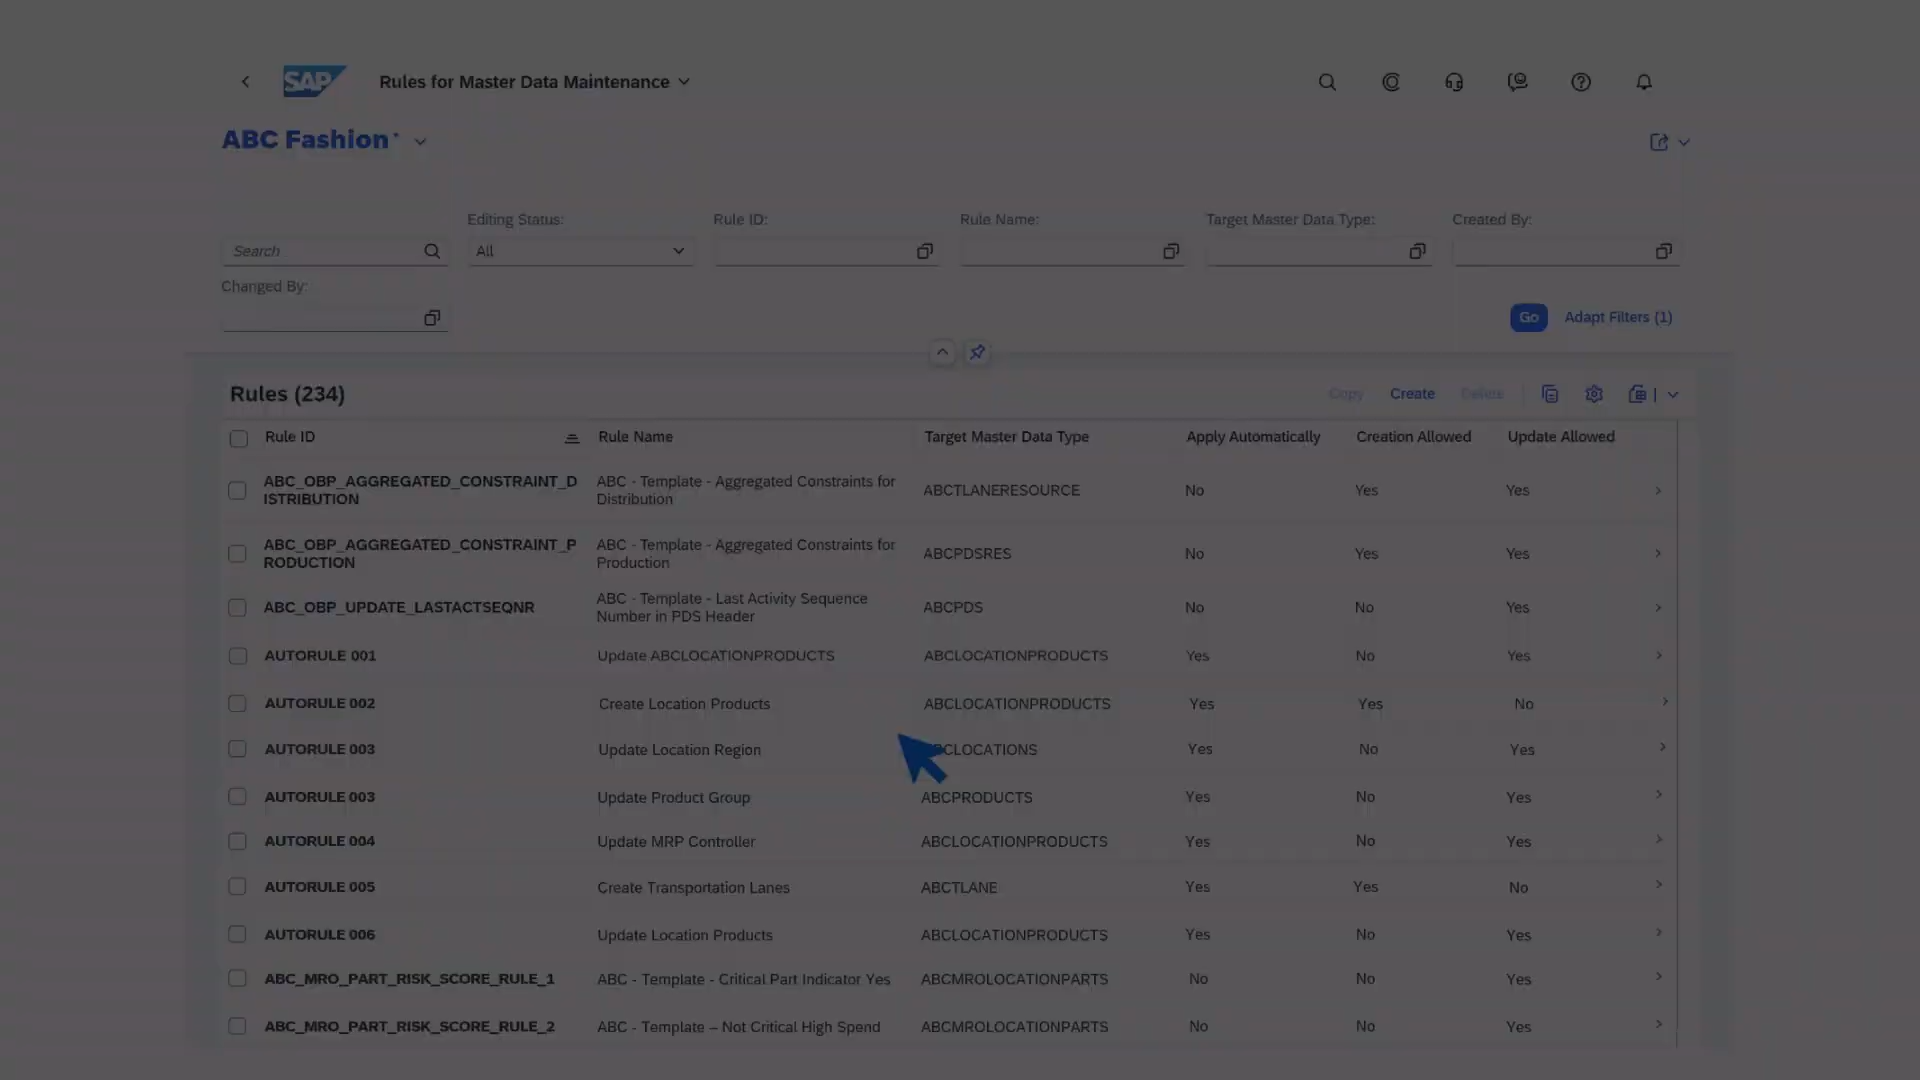 SAP Rules for Master Data Maintenance
ABC Fashion*
Editing Status: Rule ID: Rule Name: Target Master Data Type: Created By:
Search All
Changed By:
Go Adapt Filters (1)
Rules (234) Copy Create Delete
Rule ID Rule Name Target Master Data Type Apply Automatically Creation Allowed Update Allowed
ABC_OBP_AGGREGATED_CONSTRAINT_D ABC - Template - Aggregated Constraints for
ISTRIBUTION Distribution ABCTLANERESOURCE No Yes Yes
ABC_OBP_AGGREGATED_CONSTRAINT_P ABC - Template - Aggregated Constraints for
RODUCTION Production ABCPDSRES No Yes Yes
ABC_OBP_UPDATE_LASTACTSEQNR ABC - Template - Last Activity Sequence
Number in PDS Header ABCPDS No No Yes
AUTORULE 001 Update ABCLOCATIONPRODUCTS ABCLOCATIONPRODUCTS Yes No Yes
AUTORULE 002 Create Location Products ABCLOCATIONPRODUCTS Yes Yes No
AUTORULE 003 Update Location Region BCLOCATIONS Yes No Yes
AUTORULE 003 Update Product Group ABCPRODUCTS Yes No Yes
AUTORULE 004 Update MRP Controller ABCLOCATIONPRODUCTS Yes No Yes
AUTORULE 005 Create Transportation Lanes ABCTLANE Yes Yes No
AUTORULE 006 Update Location Products ABCLOCATIONPRODUCTS Yes No Yes
ABC_MRO_PART_RISK_SCORE_RULE_1 ABC - Template - Critical Part Indicator Yes ABCMROLOCATIONPARTS No No Yes
ABC_MRO_PART_RISK_SCORE_RULE_2 ABC - Template – Not Critical High Spend ABCMROLOCATIONPARTS No No Yes